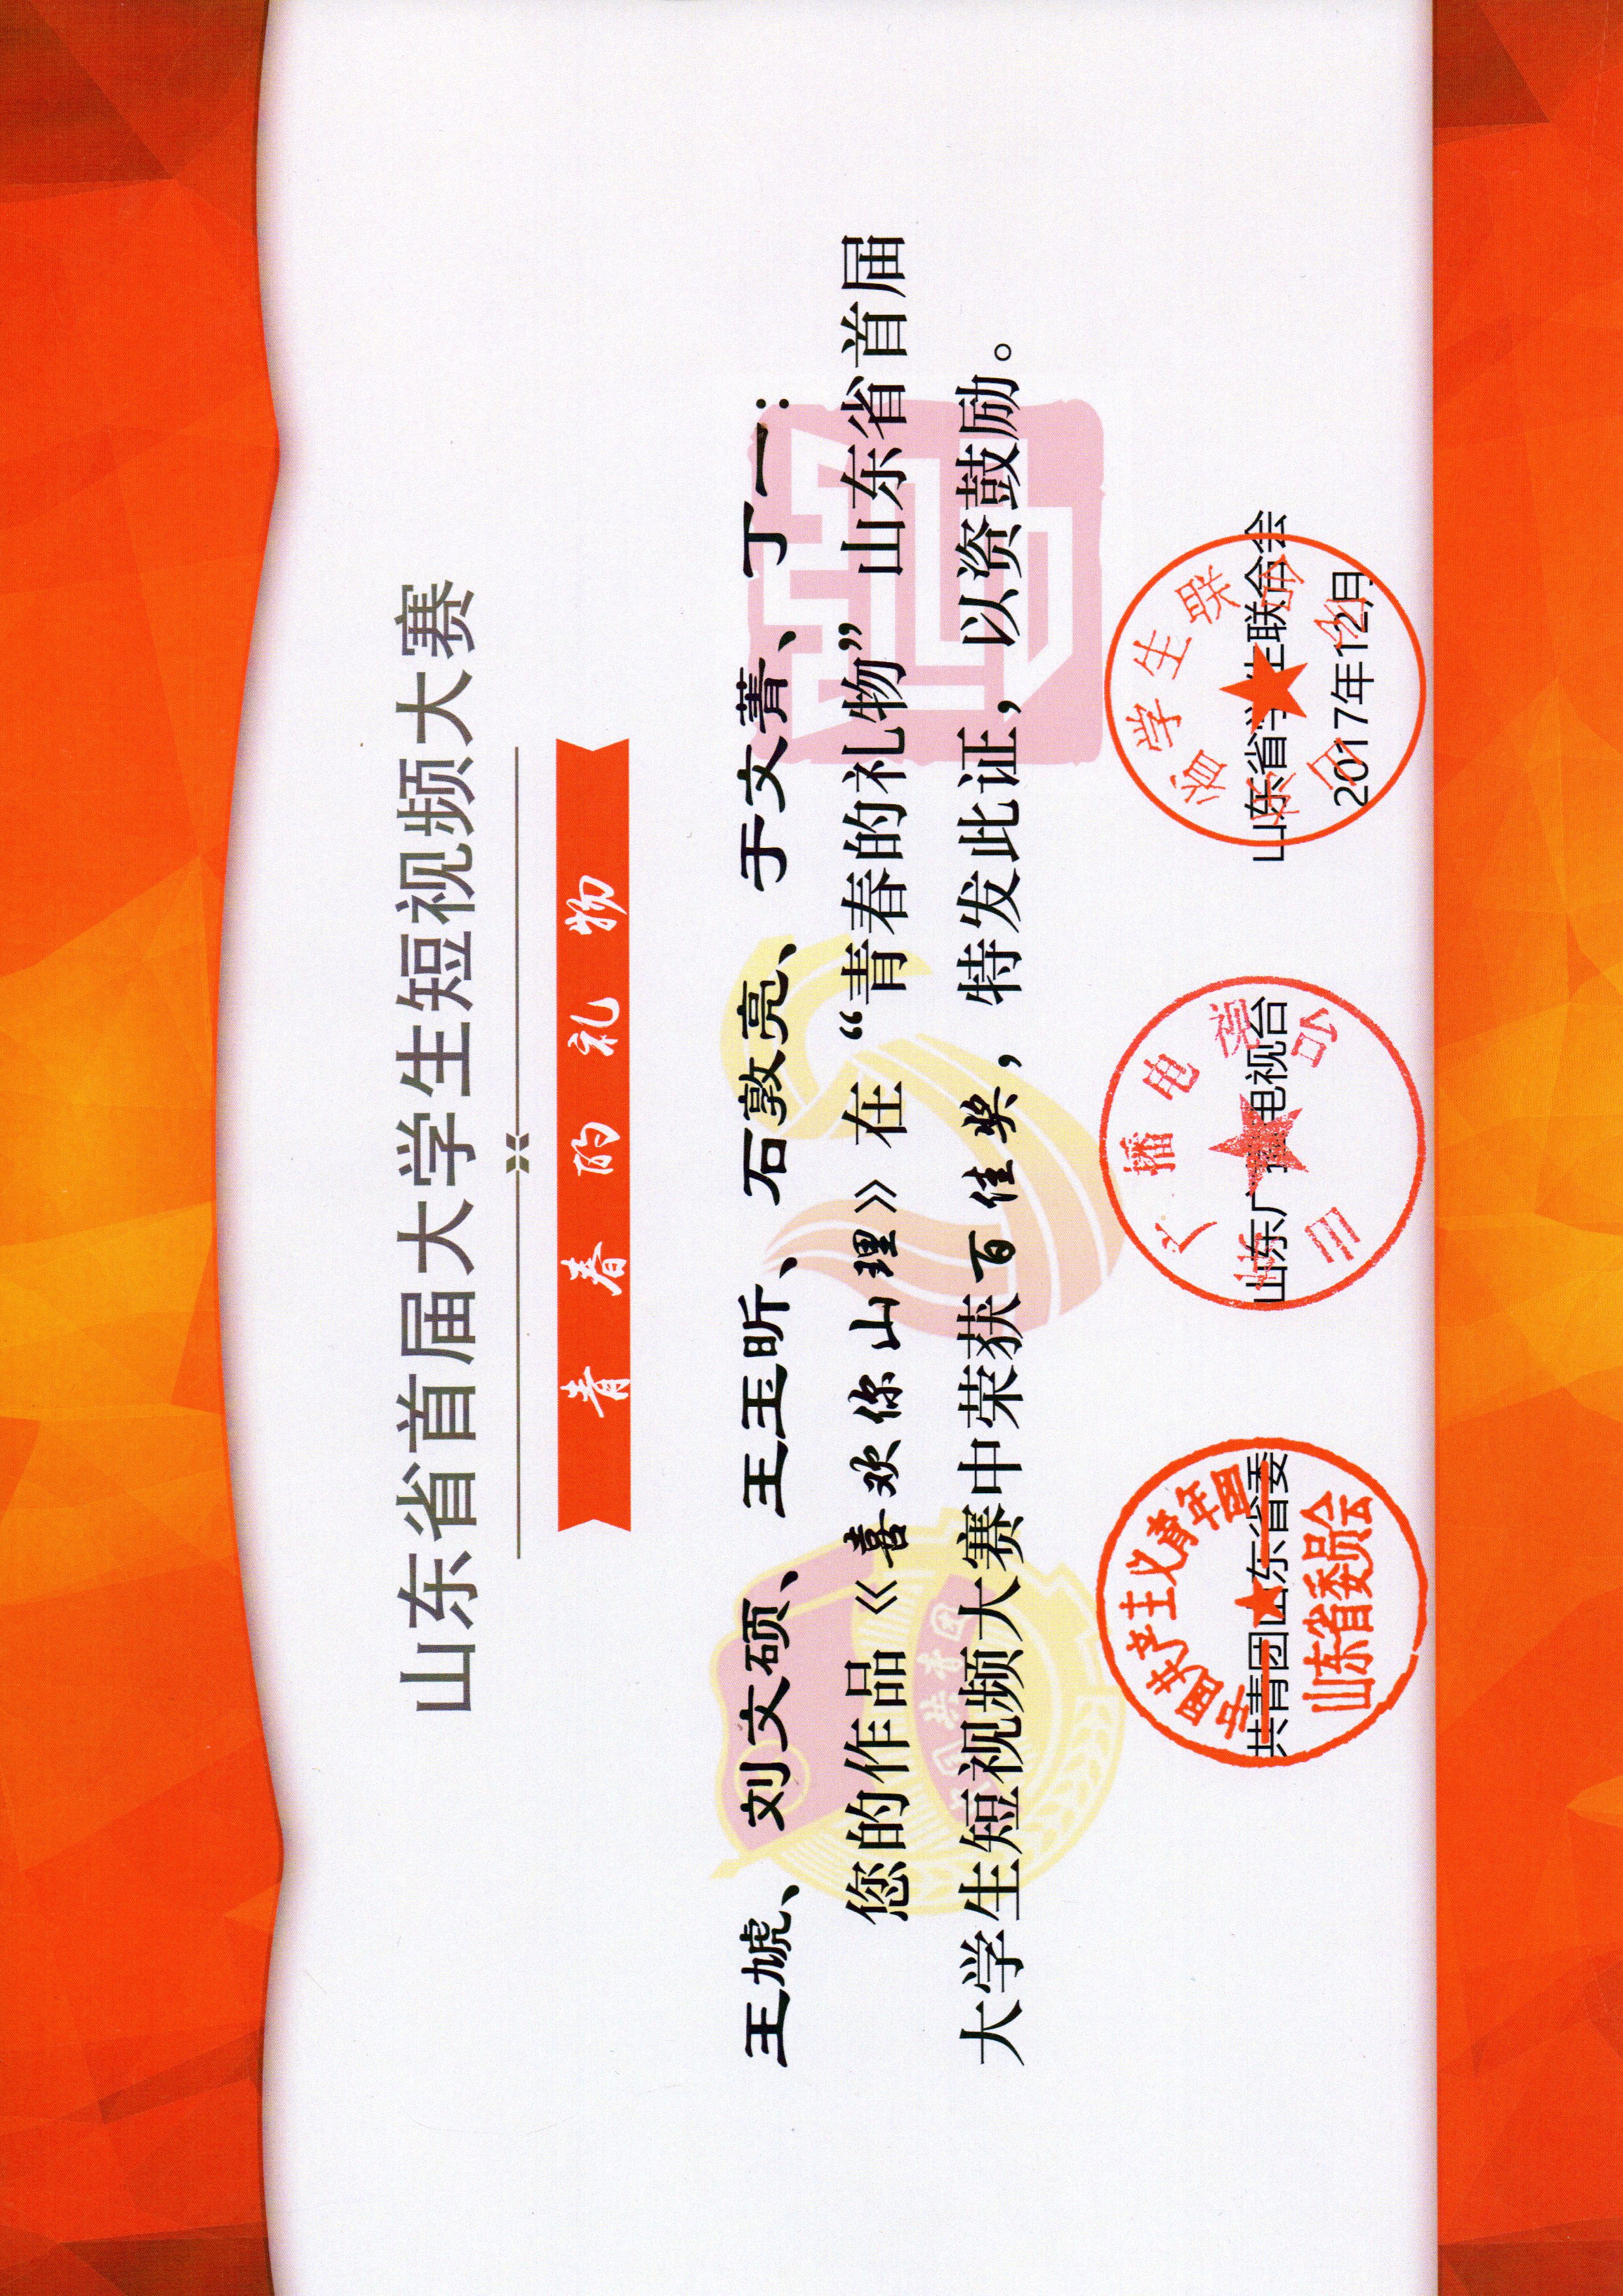 山东省首届大学生短视频大赛
青春的礼物
王虓、刘文硕、王玉昕、石敦亮、于文菁、丁一：
您的作品《喜欢你山理》在“青春的礼物”山东省首届
大学生短视频大赛中荣获百佳奖，特发此证，以资鼓励。
共青团山东省委
山东广播电视台
山东省学生联合会
2017年12月
中国共产主义青年团
山东省委员会
山东广播电视台
山东省学生联合会
中国共青团